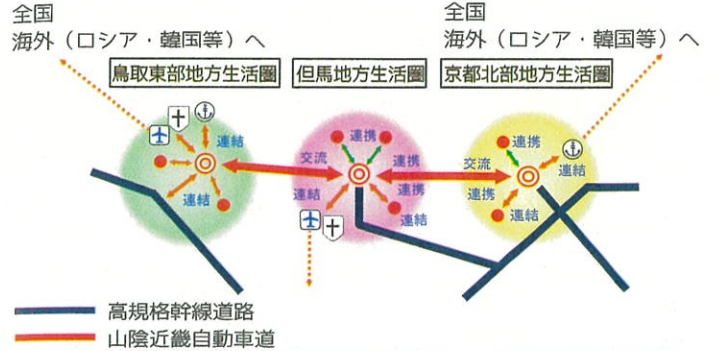 全国
海外（ロシア・韓国等）へ
全国
海外（ロシア・韓国等）へ
鳥取東部地方生活圏
但馬地方生活圏
京都北部地方生活圏
連結
連結
交流
連携
連携
連携
連結
連結
交流
連携
連携
連結
連結
高規格幹線道路
山陰近畿自動車道